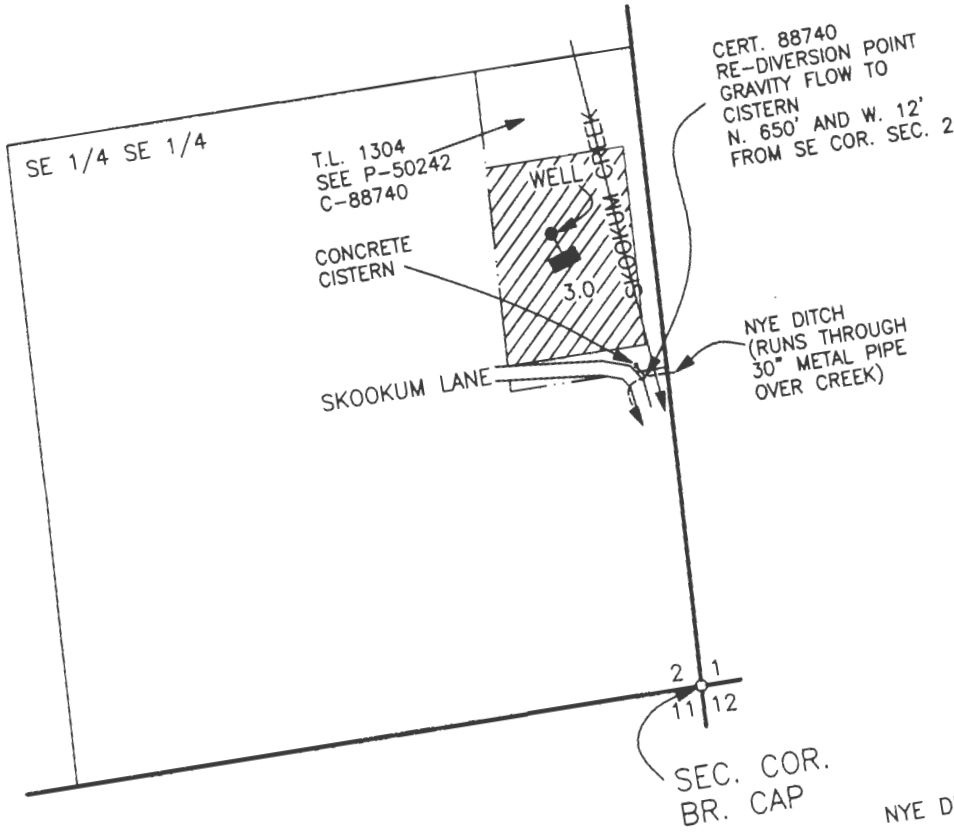 CERT. 88740
RE-DIVERSION POINT
GRAVITY FLOW TO
CISTERN
N. 650' AND W. 12'
FROM SE COR. SEC. 2
SE 1/4 SE 1/4
T.L. 1304
SEE P-50242
C-88740
SKOOKUM CREEK
WELL
CONCRETE
CISTERN
3.0
NYE DITCH
(RUNS THROUGH
30" METAL PIPE
OVER CREEK)
SKOOKUM LANE
2 1
11 12
SEC. COR.
BR. CAP
NYE D